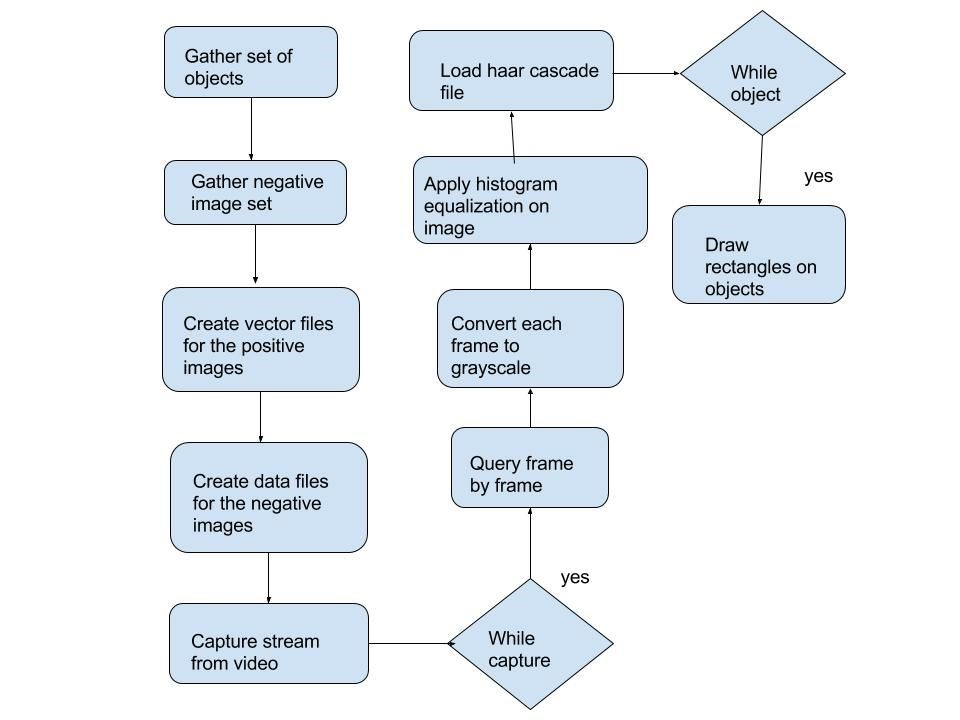 Gather set of
objects
Gather negative
image set
Create vector files
for the positive
images
Create data files
for the negative
images
Capture stream
from video
While
capture
yes
Query frame
by frame
Convert each
frame to
grayscale
Apply histogram
equalization on
image
Load haar cascade
file
While
object
yes
Draw
rectangles on
objects